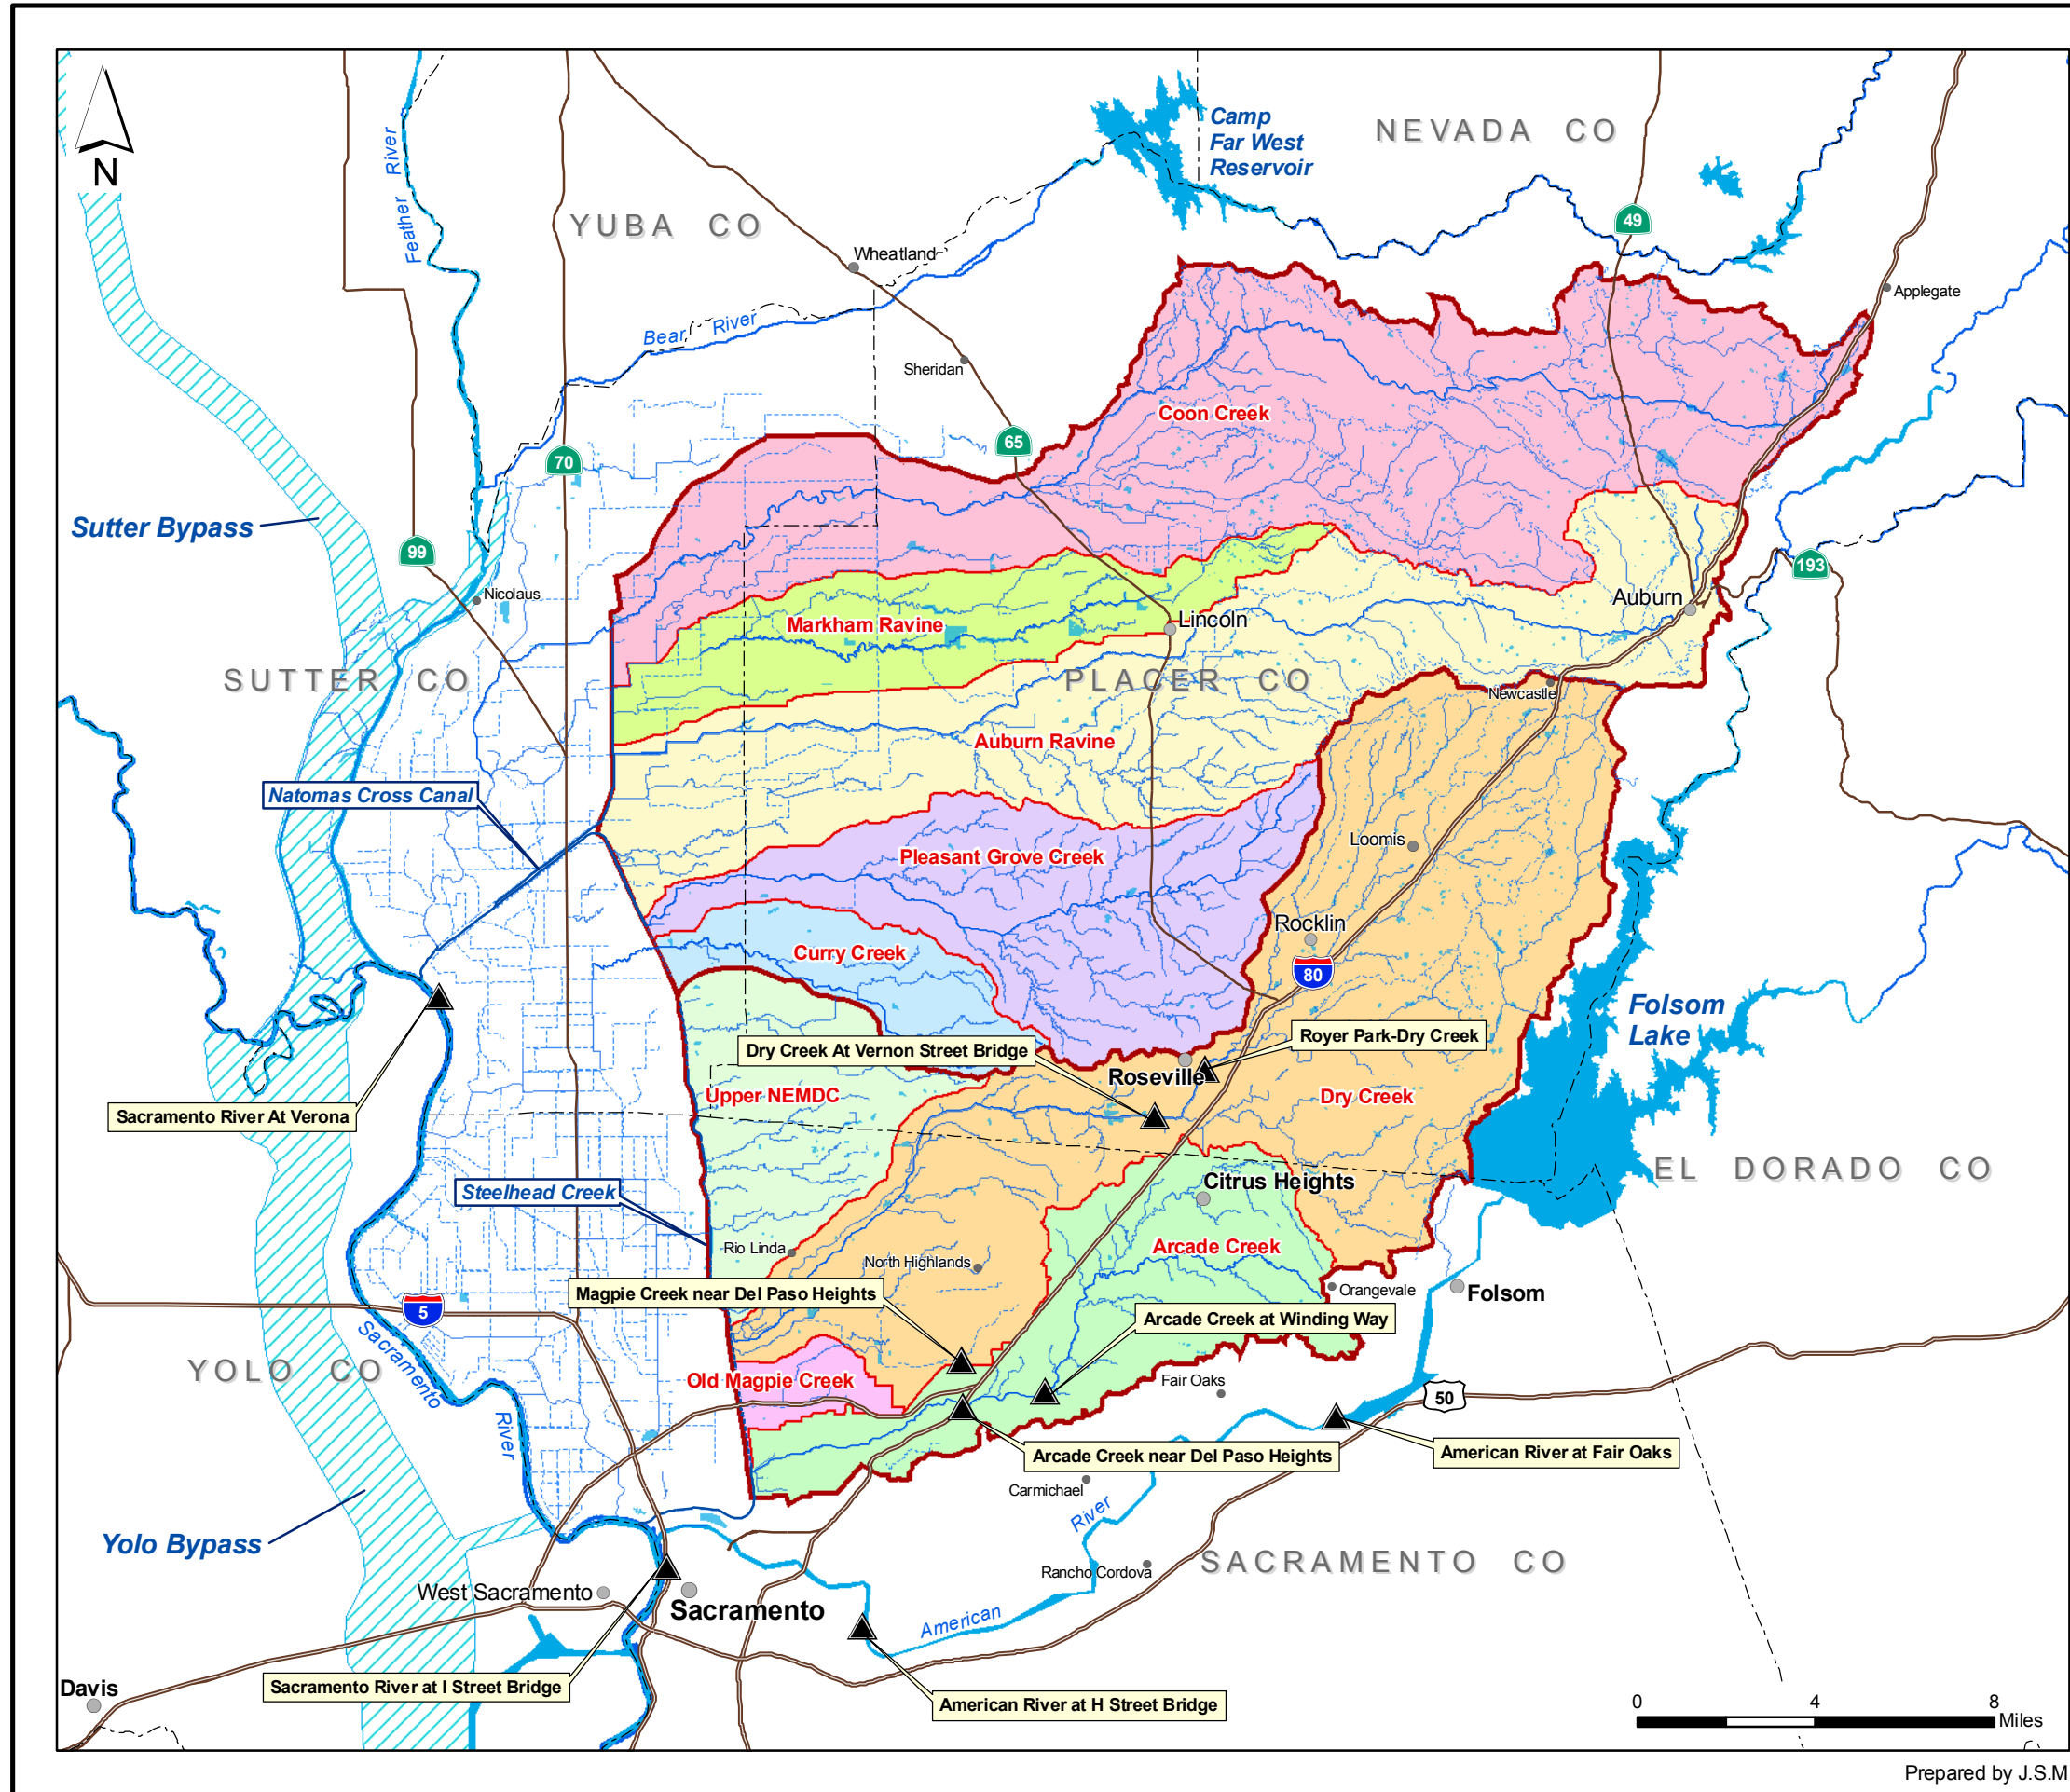 N
Feather River
YUBA CO
Camp
Far West
Reservoir
NEVADA CO
49
Wheatland
Applegate
Bear River
Sheridan
Coon Creek
65
70
Sutter Bypass
99
193
Nicolaus
Auburn
Markham Ravine
Lincoln
SUTTER CO
PLACER CO
Newcastle
Auburn Ravine
Natomas Cross Canal
Loomis
Pleasant Grove Creek
Rocklin
Curry Creek
80
Folsom
Lake
Royer Park-Dry Creek
Dry Creek At Vernon Street Bridge
Roseville
Upper NEMDC
Dry Creek
Sacramento River At Verona
EL DORADO CO
Citrus Heights
Steelhead Creek
Rio Linda
Arcade Creek
North Highlands
Orangevale
Folsom
Magpie Creek near Del Paso Heights
5
Arcade Creek at Winding Way
Sacramento River
YOLO CO
Old Magpie Creek
Fair Oaks
50
Arcade Creek near Del Paso Heights
American River at Fair Oaks
Carmichael
Yolo Bypass
SACRAMENTO CO
Rancho Cordova
West Sacramento
Sacramento
American River
Davis
Sacramento River at I Street Bridge
American River at H Street Bridge
0 4 8
Miles
Prepared by J.S.M